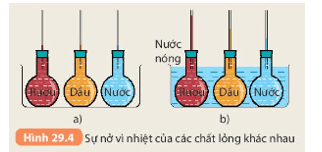 Nước
nóng
Rượu Dầu Nước Rượu Dầu Nước
a) b)
Hình 29.4 Sự nở vì nhiệt của các chất lỏng khác nhau